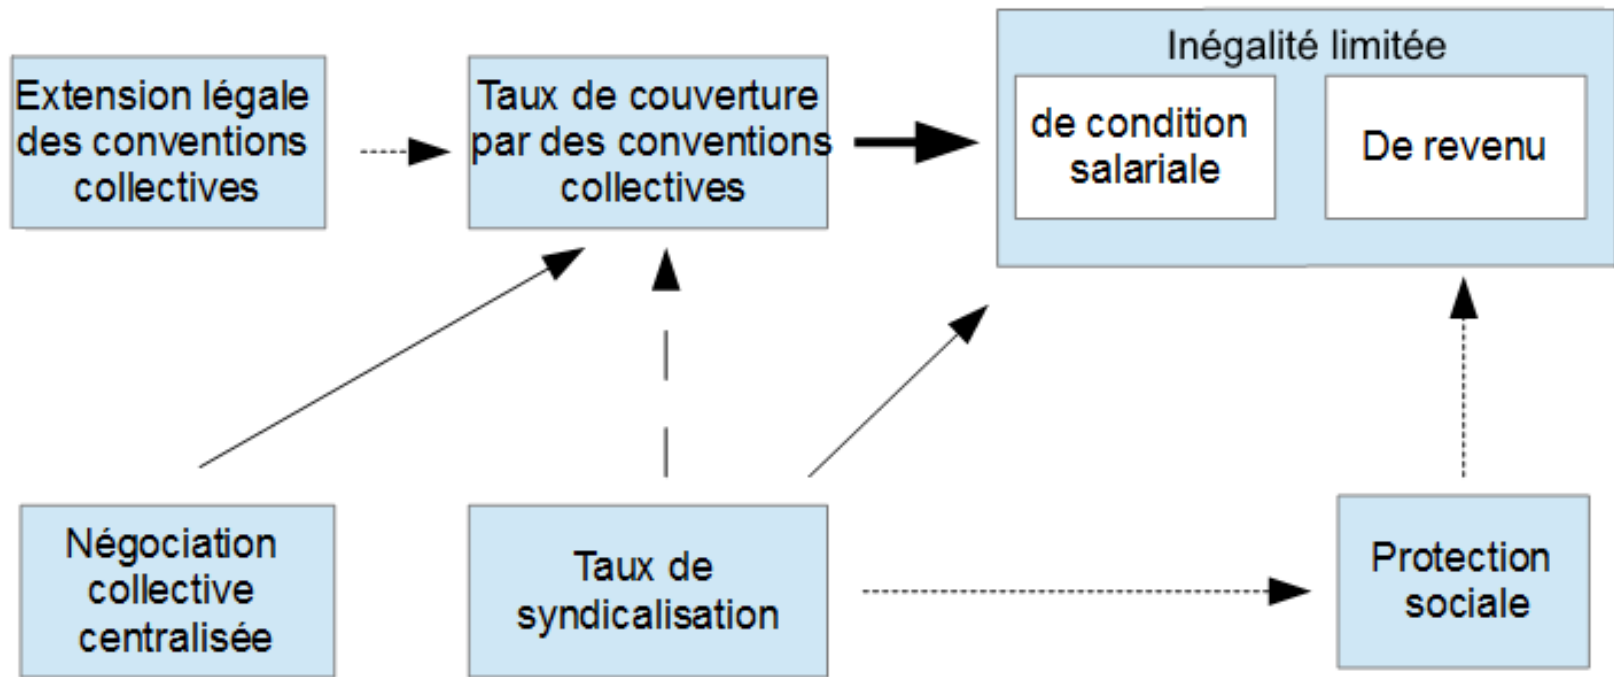 Extension légale
des conventions
collectives
Taux de couverture
par des conventions
collectives
Inégalité limitée
de condition
salariale
De revenu
Négociation
collective
centralisée
Taux de
syndicalisation
Protection
sociale